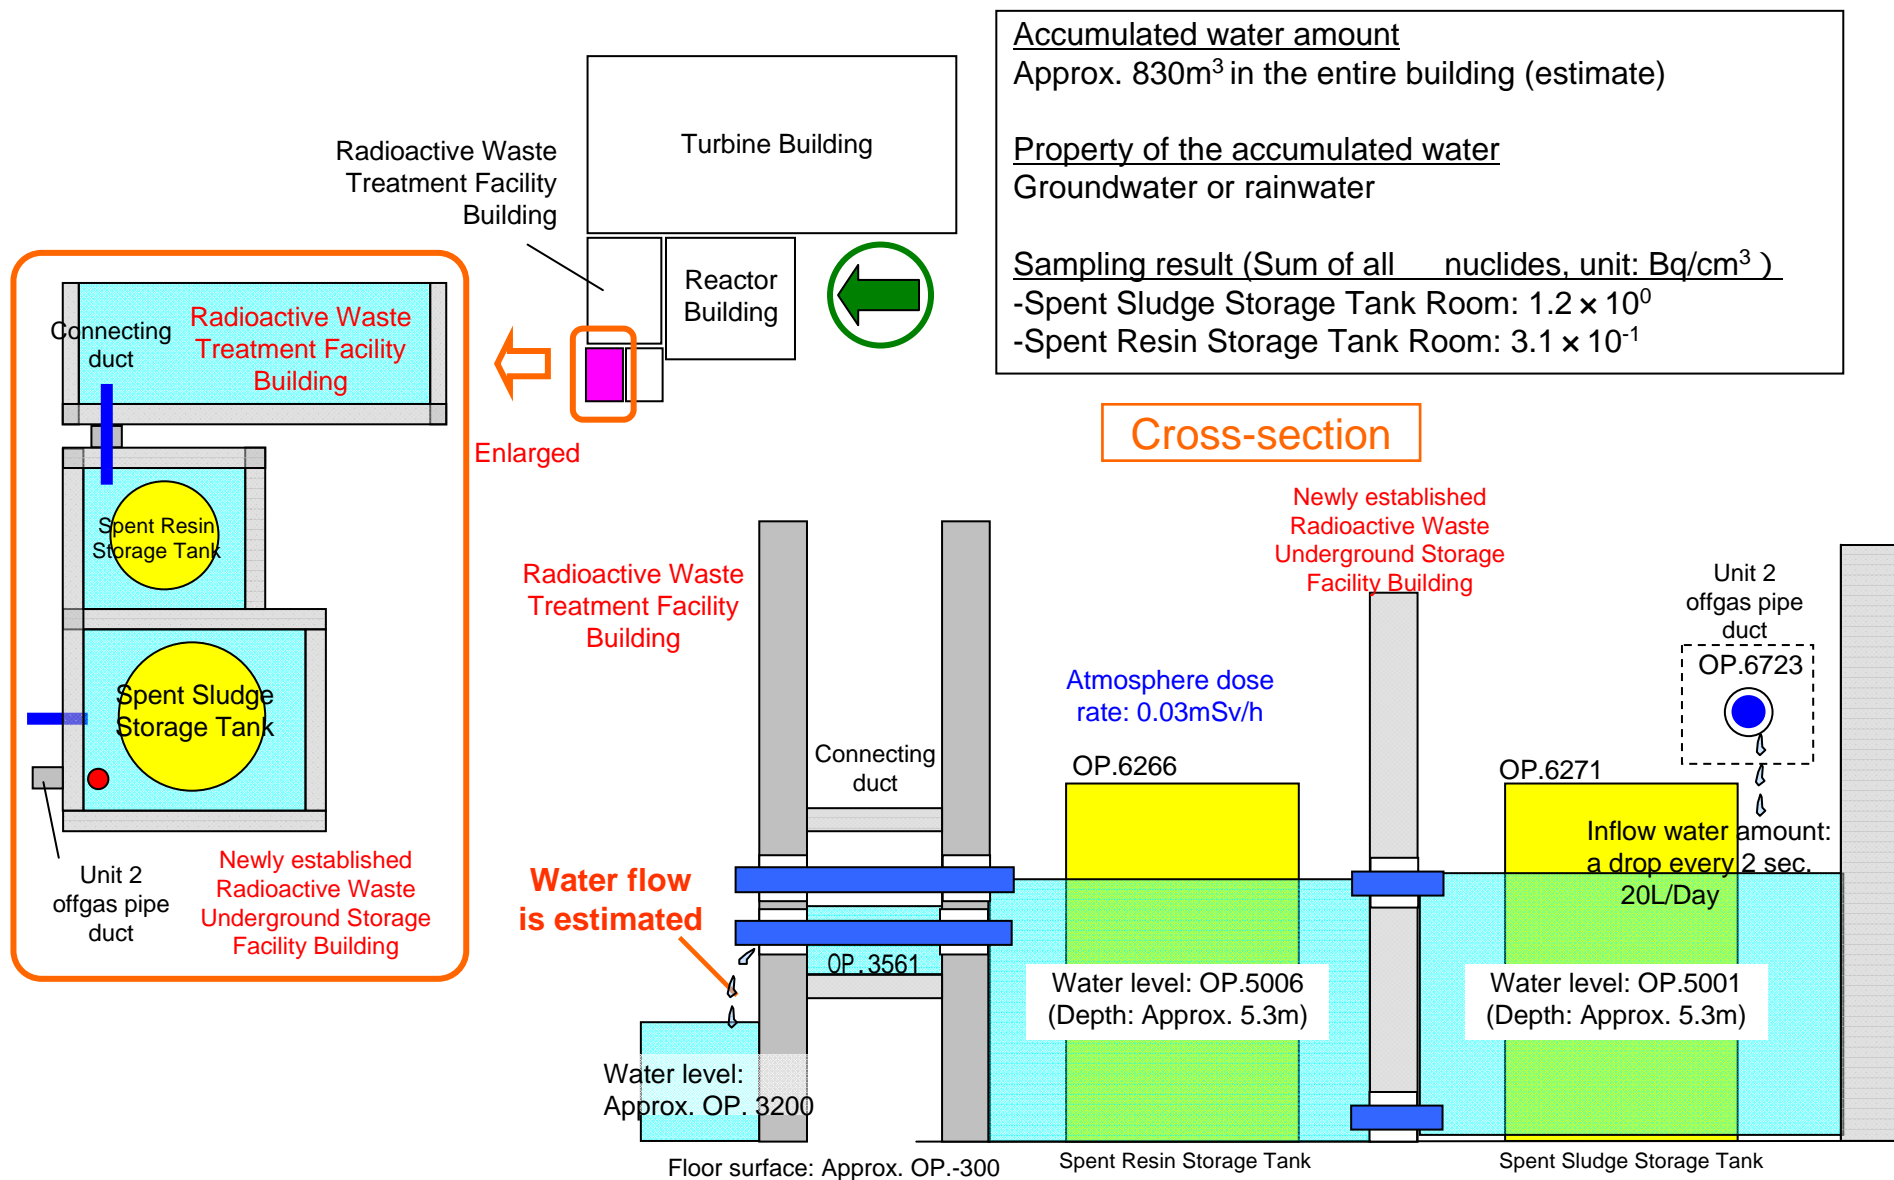 Accumulated water amount
Approx. 830m³ in the entire building (estimate)
Property of the accumulated water
Groundwater or rainwater
Sampling result (Sum of all nuclides, unit: Bq/cm³ )
-Spent Sludge Storage Tank Room: 1.2 × 10⁰
-Spent Resin Storage Tank Room: 3.1 × 10⁻¹
Turbine Building
Radioactive Waste
Treatment Facility
Building
Reactor
Building
Connecting
duct
Radioactive Waste
Treatment Facility
Building
Enlarged
Spent Resin
Storage Tank
Spent Sludge
Storage Tank
Unit 2
offgas pipe
duct
Newly established
Radioactive Waste
Underground Storage
Facility Building
Cross-section
Radioactive Waste
Treatment Facility
Building
Newly established
Radioactive Waste
Underground Storage
Facility Building
Unit 2
offgas pipe
duct
OP.6723
Atmosphere dose
rate: 0.03mSv/h
Connecting
duct
OP.6266
OP.6271
Inflow water amount:
a drop every 2 sec.
20L/Day
Water flow
is estimated
OP.3561
Water level: OP.5006
(Depth: Approx. 5.3m)
Water level: OP.5001
(Depth: Approx. 5.3m)
Water level:
Approx. OP. 3200
Floor surface: Approx. OP.-300
Spent Resin Storage Tank
Spent Sludge Storage Tank